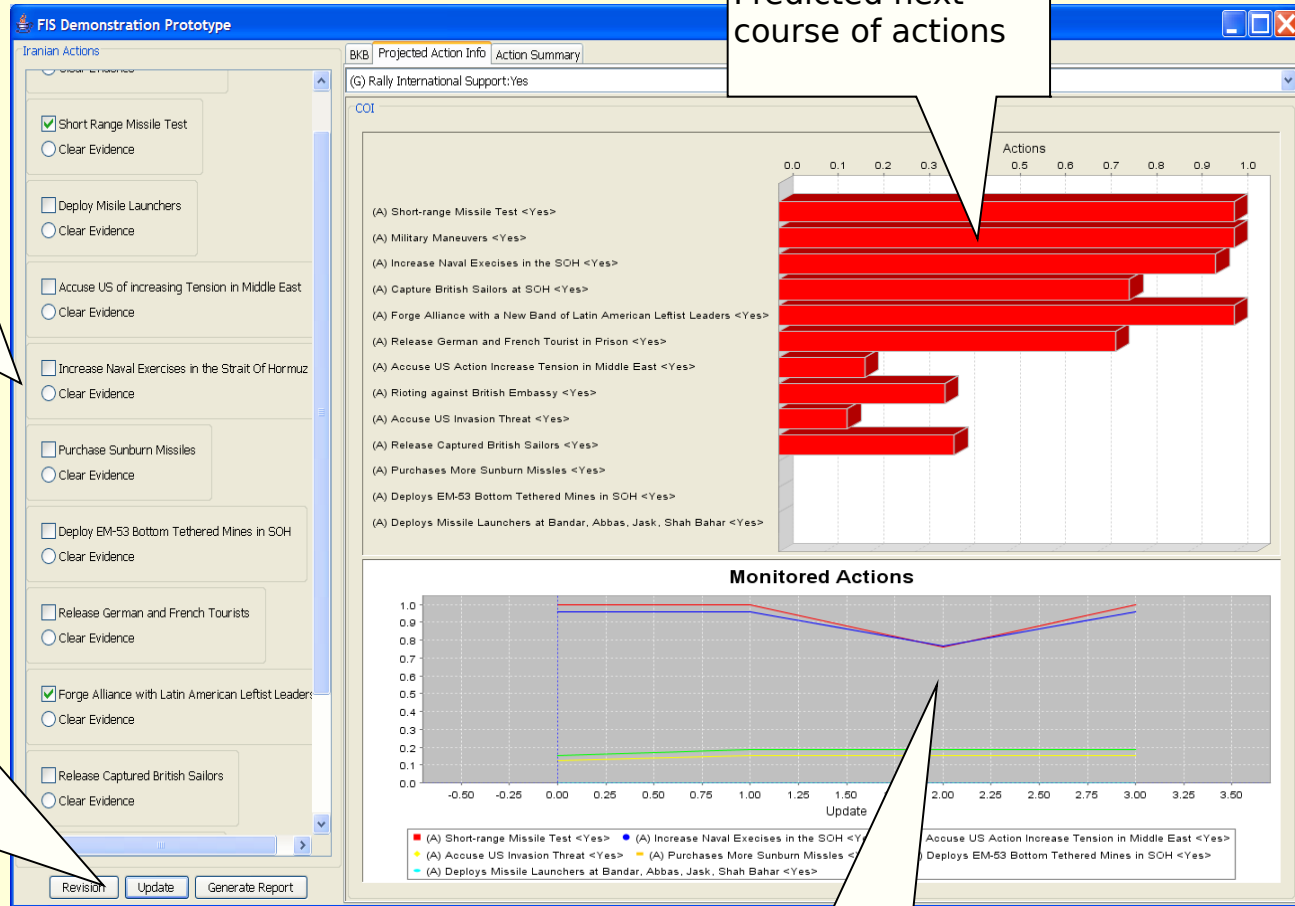 Predicted next
course of actions
FIS Demonstration Prototype
Iranian Actions
Short Range Missile Test
Clear Evidence
Deploy Misile Launchers
Clear Evidence
Accuse US of increasing Tension in Middle East
Clear Evidence
Increase Naval Exercises in the Strait Of Hormuz
Clear Evidence
Purchase Sunburn Missiles
Clear Evidence
Deploy EM-53 Bottom Tethered Mines in SOH
Clear Evidence
Release German and French Tourists
Clear Evidence
Forge Alliance with Latin American Leftist Leaders
Clear Evidence
Release Captured British Sailors
Clear Evidence
Revision Update Generate Report
BKB Projected Action Info Action Summary
(G) Rally International Support:Yes
COI
Actions
0.0 0.1 0.2 0.3 0.5 0.6 0.7 0.8 0.9 1.0
(A) Short-range Missile Test <Yes>
(A) Military Maneuvers <Yes>
(A) Increase Naval Execises in the SOH <Yes>
(A) Capture British Sailors at SOH <Yes>
(A) Forge Alliance with a New Band of Latin American Leftist Leaders <Yes>
(A) Release German and French Tourist in Prison <Yes>
(A) Accuse US Action Increase Tension in Middle East <Yes>
(A) Rioting against British Embassy <Yes>
(A) Accuse US Invasion Threat <Yes>
(A) Release Captured British Sailors <Yes>
(A) Purchases More Sunburn Missles <Yes>
(A) Deploys EM-53 Bottom Tethered Mines in SOH <Yes>
(A) Deploys Missile Launchers at Bandar, Abbas, Jask, Shah Bahar <Yes>
Monitored Actions
1.0
0.9
0.8
0.7
0.6
0.5
0.4
0.3
0.2
0.1
0.0
-0.50 -0.25 0.00 0.25 0.50 0.75 1.00 1.25 1.50 2.00 2.25 2.50 2.75 3.00 3.25 3.50
Update
(A) Short-range Missile Test <Yes> (A) Increase Naval Execises in the SOH Accuse US Action Increase Tension in Middle East <Yes>
(A) Accuse US Invasion Threat <Yes> (A) Purchases More Sunburn Missles Deploys EM-53 Bottom Tethered Mines in SOH <Yes>
(A) Deploys Missile Launchers at Bandar, Abbas, Jask, Shah Bahar <Yes>